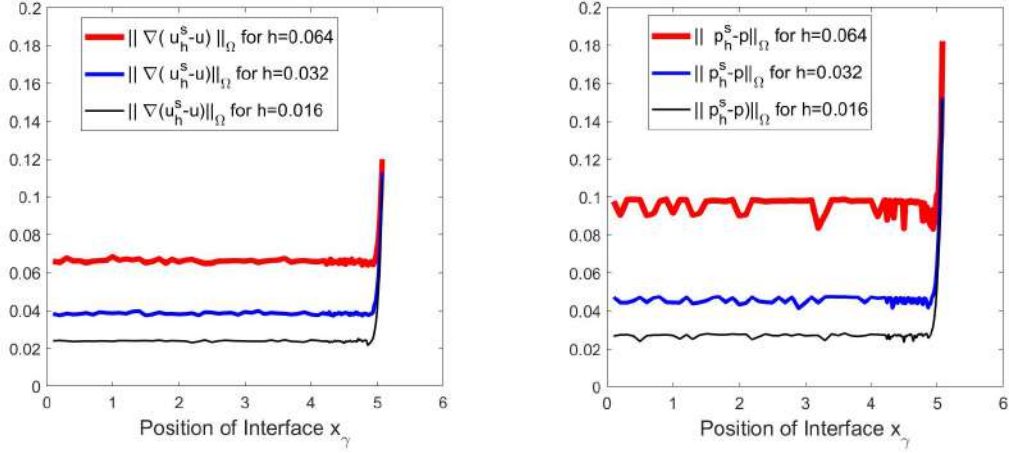 0.2
0.18
0.16
0.14
0.12
0.1
0.08
0.06
0.04
0.02
0
0 1 2 3 4 5 6
Position of Interface x_γ
|| ∇( u_h^s-u) ||_Ω for h=0.064
|| ∇( u_h^s-u)||_Ω for h=0.032
|| ∇(u_h^s-u)||_Ω for h=0.016
0.2
0.18
0.16
0.14
0.12
0.1
0.08
0.06
0.04
0.02
0
0 1 2 3 4 5 6
Position of Interface x_γ
|| p_h^s-p||_Ω for h=0.064
|| p_h^s-p||_Ω for h=0.032
|| p_h^s-p)||_Ω for h=0.016